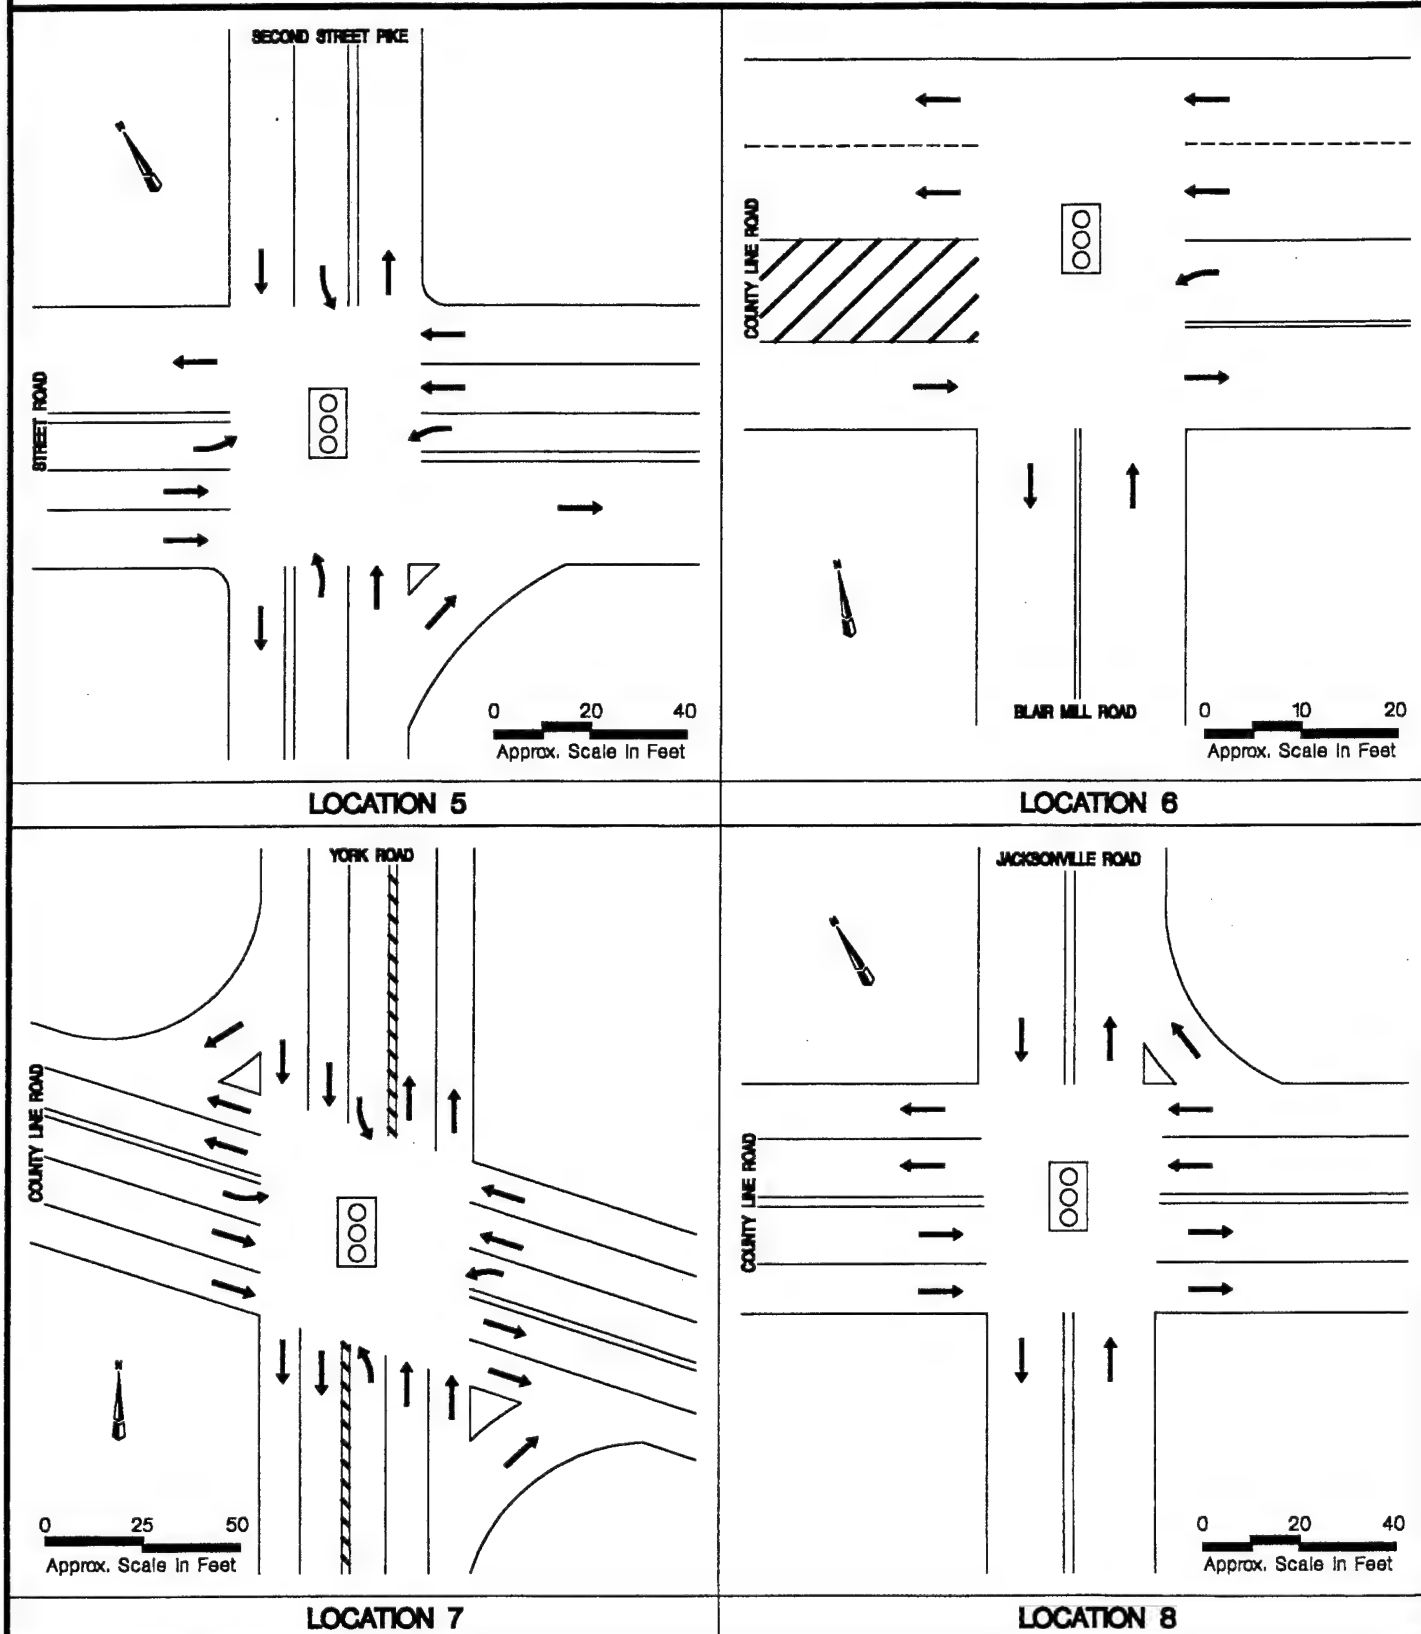 SECOND STREET PIKE
N
STREET ROAD
0 20 40
Approx. Scale in Feet
LOCATION 5
COUNTY LINE ROAD
N
BLAIR MILL ROAD
0 10 20
Approx. Scale in Feet
LOCATION 6
YORK ROAD
COUNTY LINE ROAD
N
0 25 50
Approx. Scale in Feet
LOCATION 7
JACKSONVILLE ROAD
N
COUNTY LINE ROAD
0 20 40
Approx. Scale in Feet
LOCATION 8